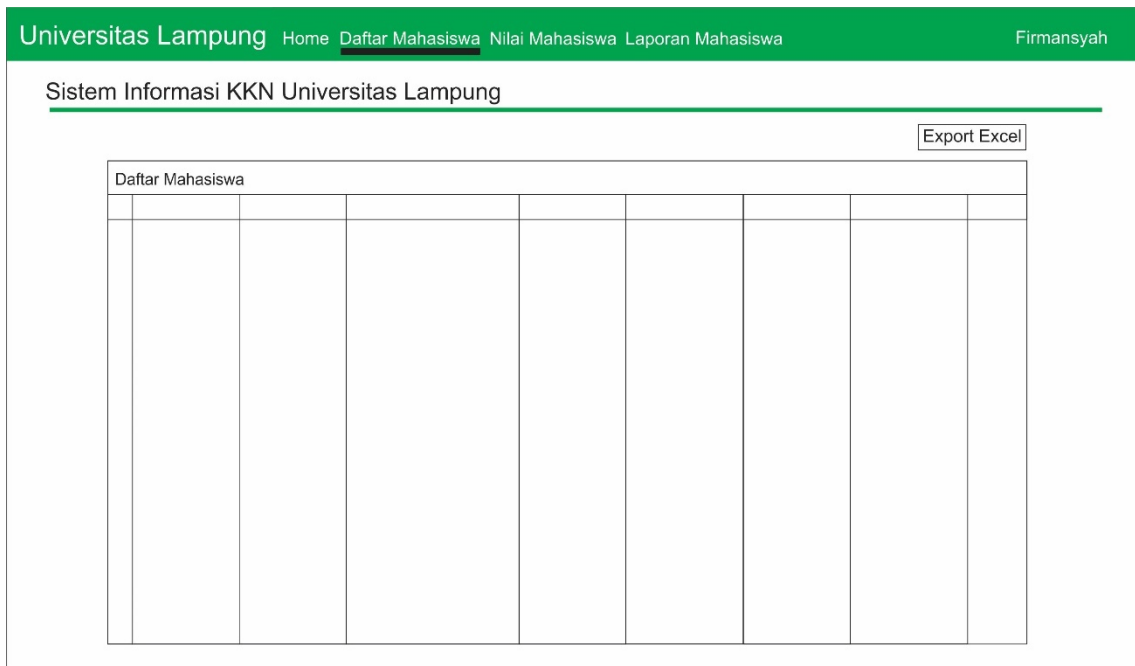 Universitas Lampung Home Daftar Mahasiswa Nilai Mahasiswa Laporan Mahasiswa Firmansyah
Sistem Informasi KKN Universitas Lampung
Export Excel
Daftar Mahasiswa